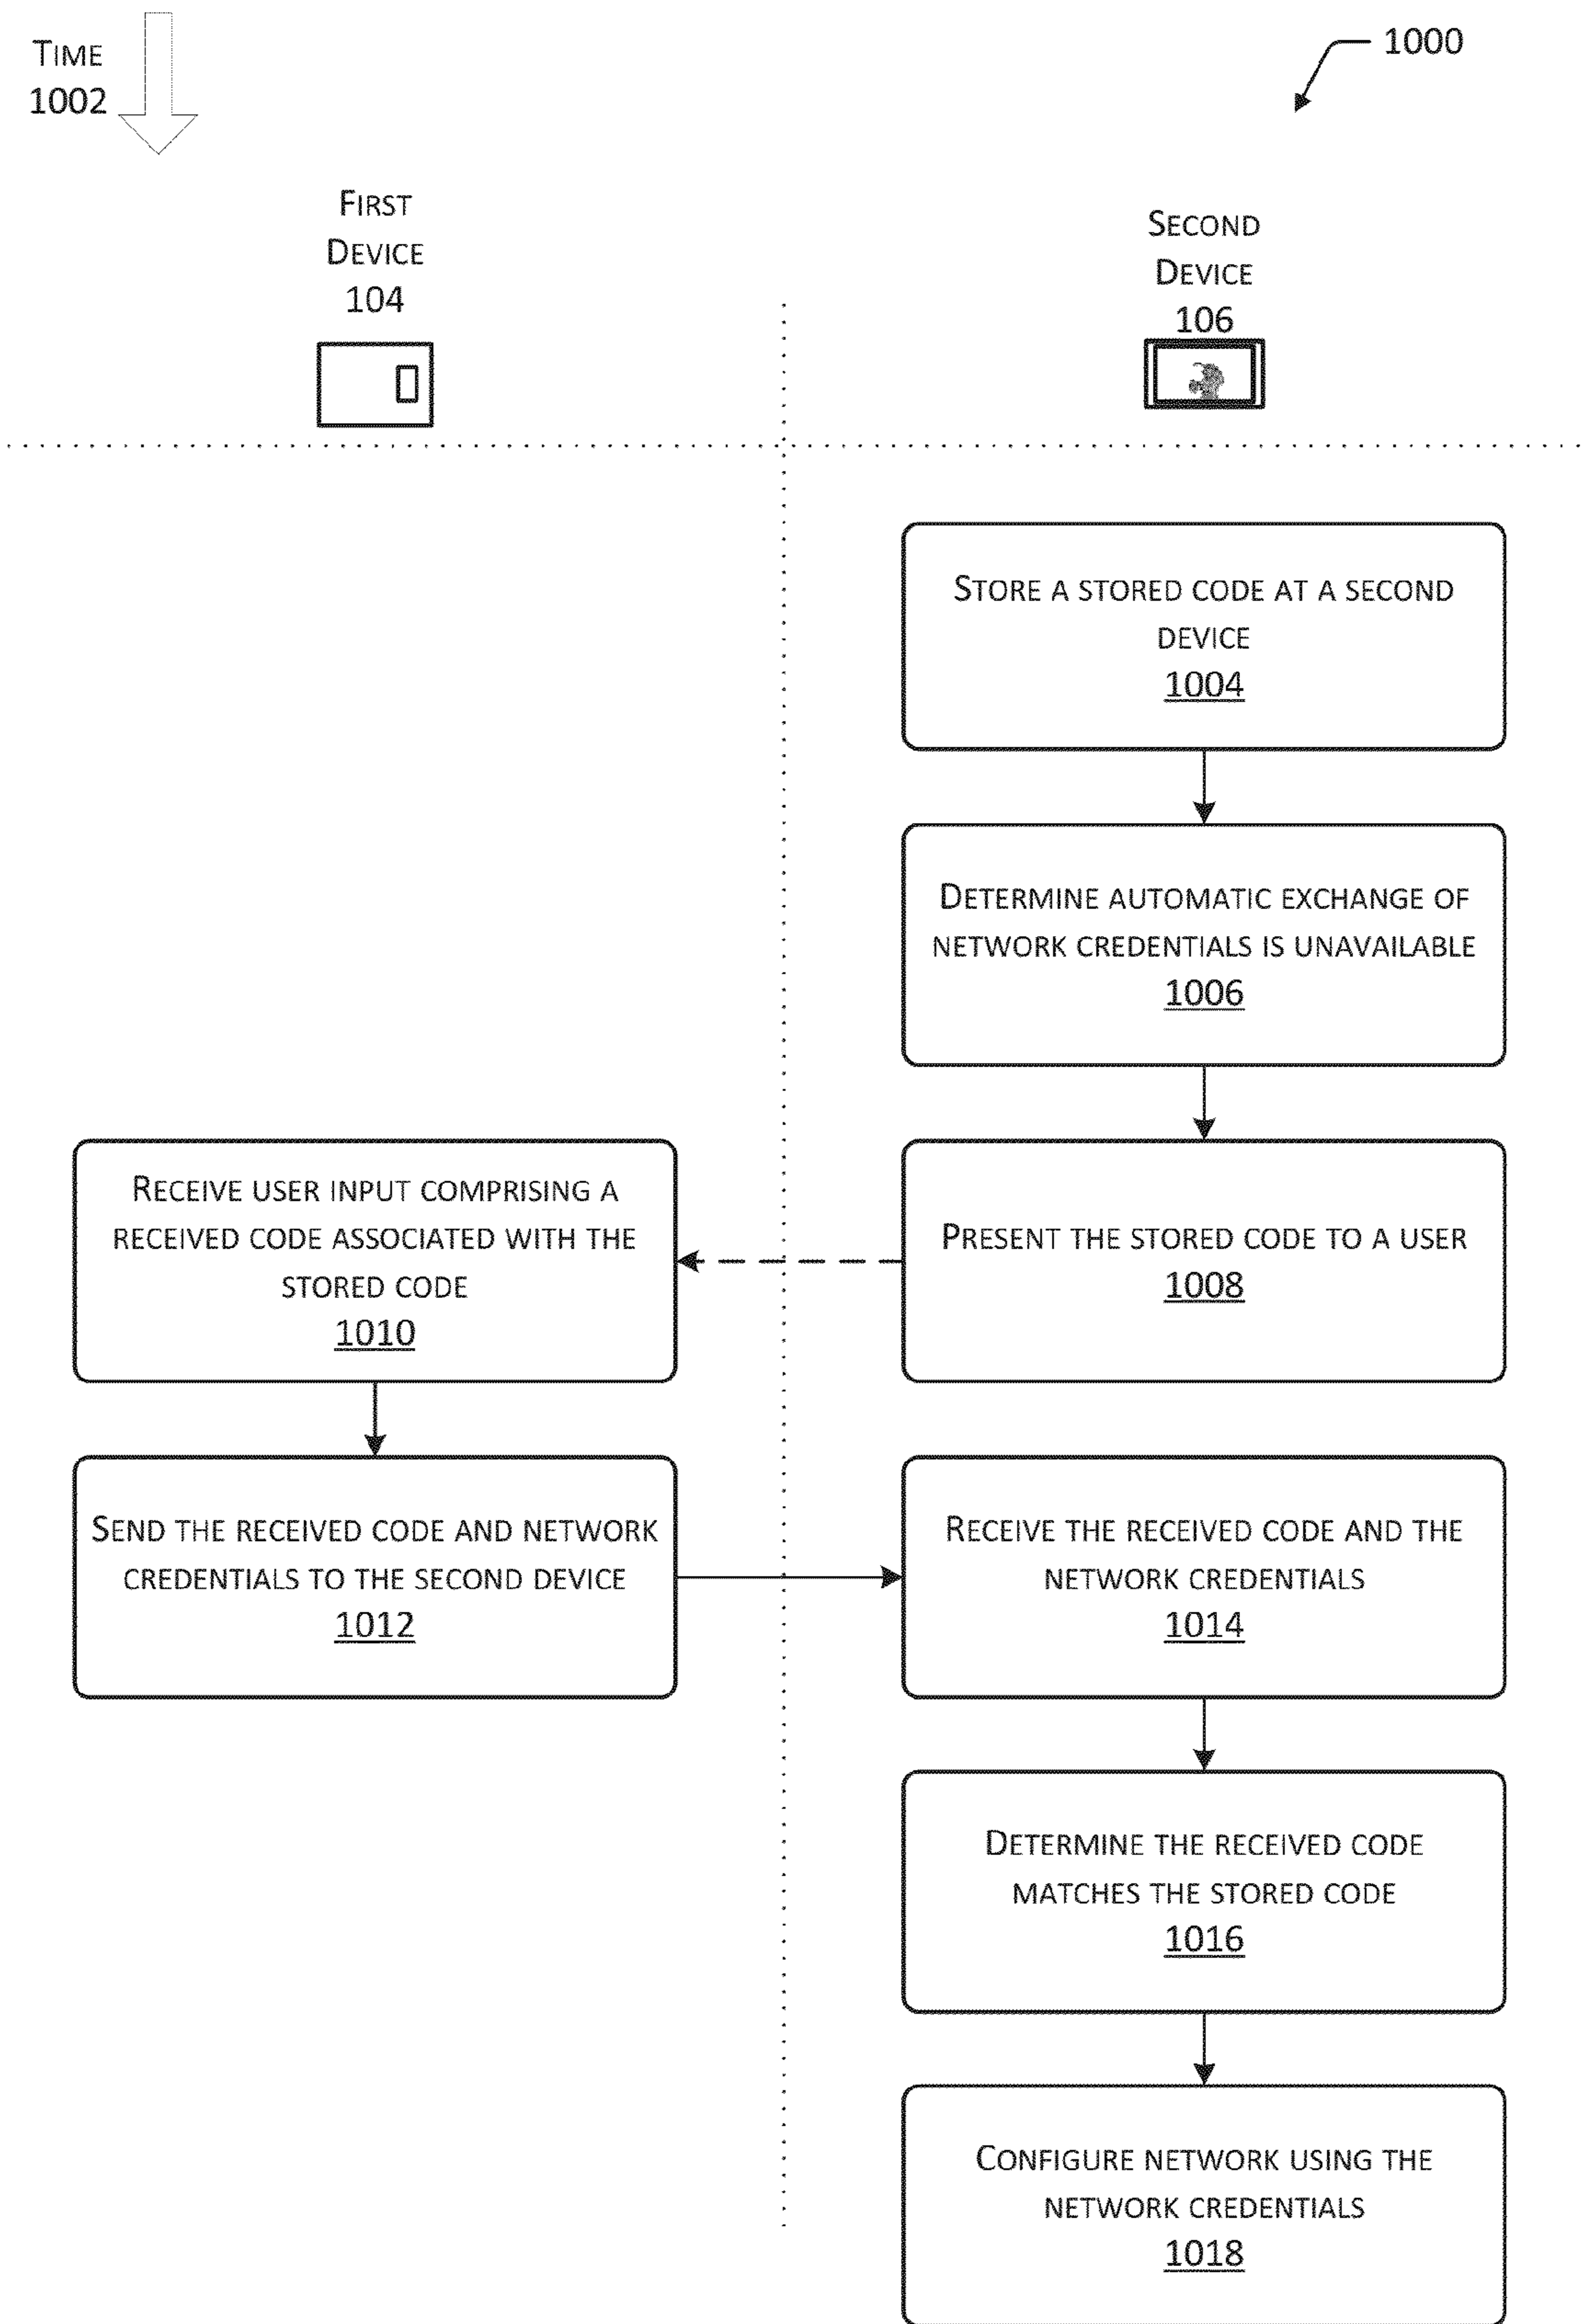 TIME
1002
1000
FIRST
DEVICE
104
SECOND
DEVICE
106
STORE A STORED CODE AT A SECOND
DEVICE
1004
DETERMINE AUTOMATIC EXCHANGE OF
NETWORK CREDENTIALS IS UNAVAILABLE
1006
RECEIVE USER INPUT COMPRISING A
RECEIVED CODE ASSOCIATED WITH THE
STORED CODE
1010
PRESENT THE STORED CODE TO A USER
1008
SEND THE RECEIVED CODE AND NETWORK
CREDENTIALS TO THE SECOND DEVICE
1012
RECEIVE THE RECEIVED CODE AND THE
NETWORK CREDENTIALS
1014
DETERMINE THE RECEIVED CODE
MATCHES THE STORED CODE
1016
CONFIGURE NETWORK USING THE
NETWORK CREDENTIALS
1018